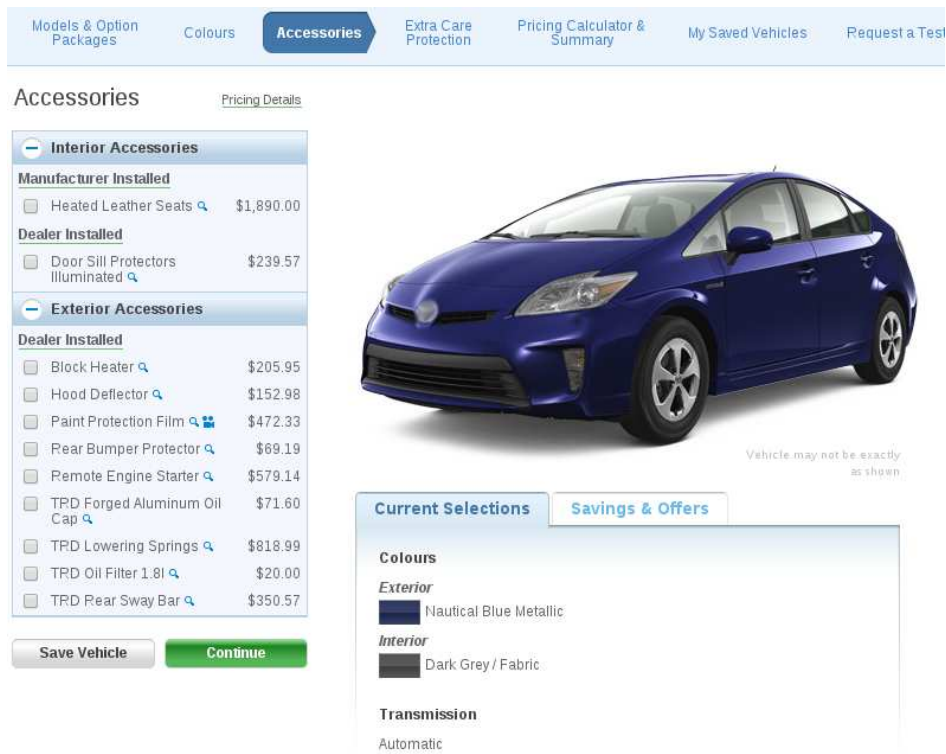 Models & Option
Packages
Colours
Accessories
Extra Care
Protection
Pricing Calculator &
Summary
My Saved Vehicles
Request a Test
Accessories
Pricing Details
Interior Accessories
Manufacturer Installed
Heated Leather Seats $1,890.00
Dealer Installed
Door Sill Protectors $239.57
Illuminated
Exterior Accessories
Dealer Installed
Block Heater $205.95
Hood Deflector $152.98
Paint Protection Film $472.33
Rear Bumper Protector $69.19
Remote Engine Starter $579.14
TRD Forged Aluminum Oil $71.60
Cap
TRD Lowering Springs $818.99
TRD Oil Filter 1.8l $20.00
TRD Rear Sway Bar $350.57
Save Vehicle
Continue
Vehicle may not be exactly
as shown
Current Selections
Savings & Offers
Colours
Exterior
Nautical Blue Metallic
Interior
Dark Grey / Fabric
Transmission
Automatic